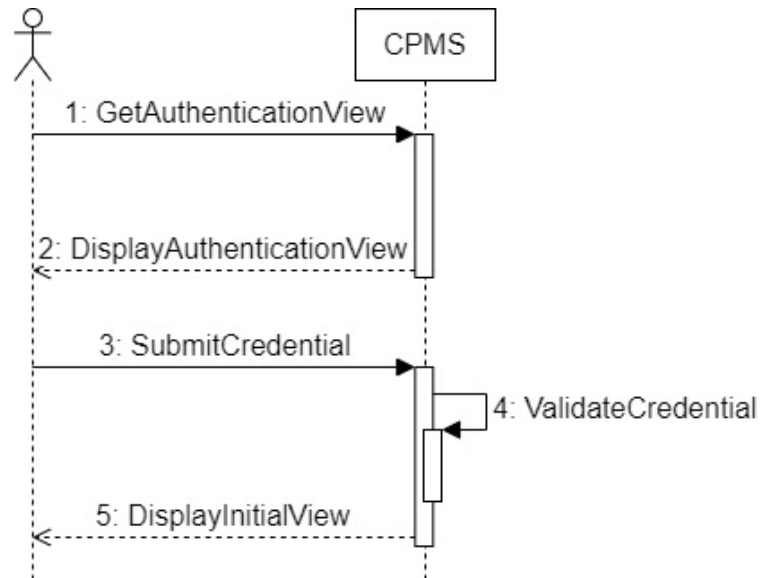 CPMS
1: GetAuthenticationView
2: DisplayAuthenticationView
3: SubmitCredential
4: ValidateCredential
5: DisplayInitialView